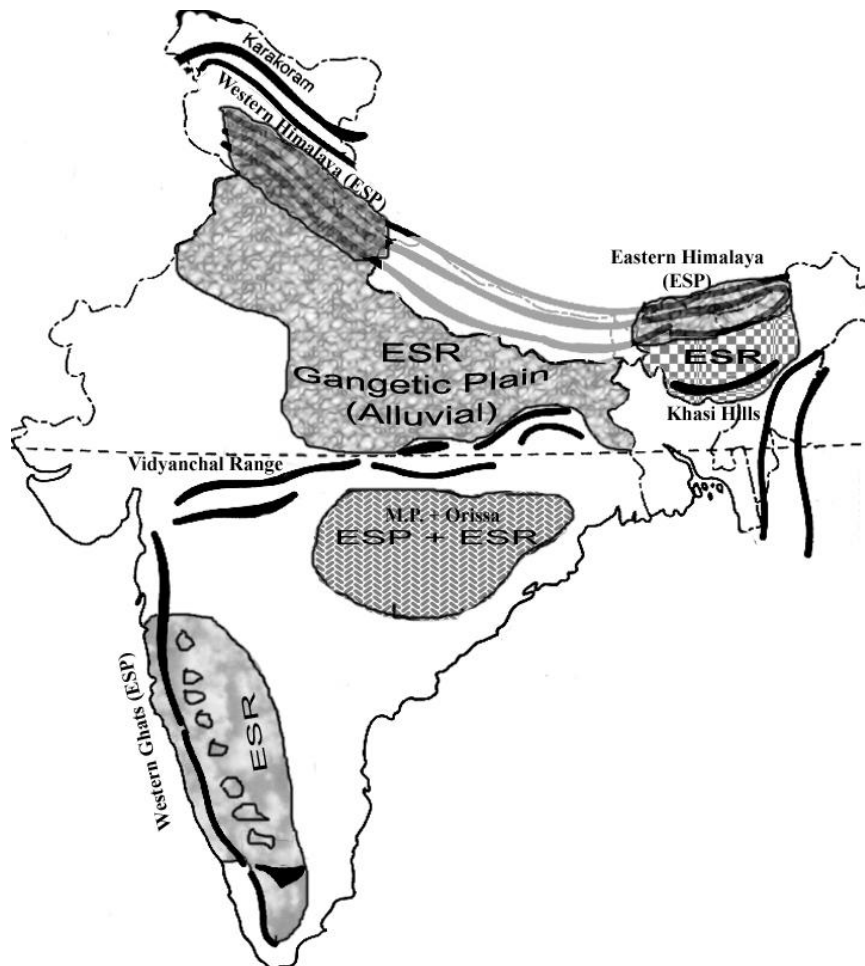 Karakoram
Western Himalaya (ESP)
Eastern Himalaya
(ESP)
ESR
Gangetic Plain
(Alluvial)
ESR
Khasi Hills
Vidyanchal Range
M.P. + Orissa
ESP + ESR
Western Ghats (ESP)
ESR